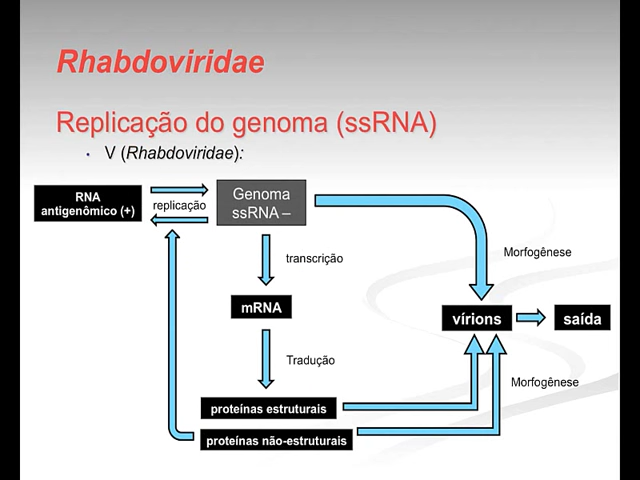 Rhabdoviridae
Replicação do genoma (ssRNA)
• V (Rhabdoviridae):
RNA
antigenômico (+)
replicação
Genoma
ssRNA –
transcrição
Morfogênese
mRNA
vírions
saída
Tradução
Morfogênese
proteínas estruturais
proteínas não-estruturais